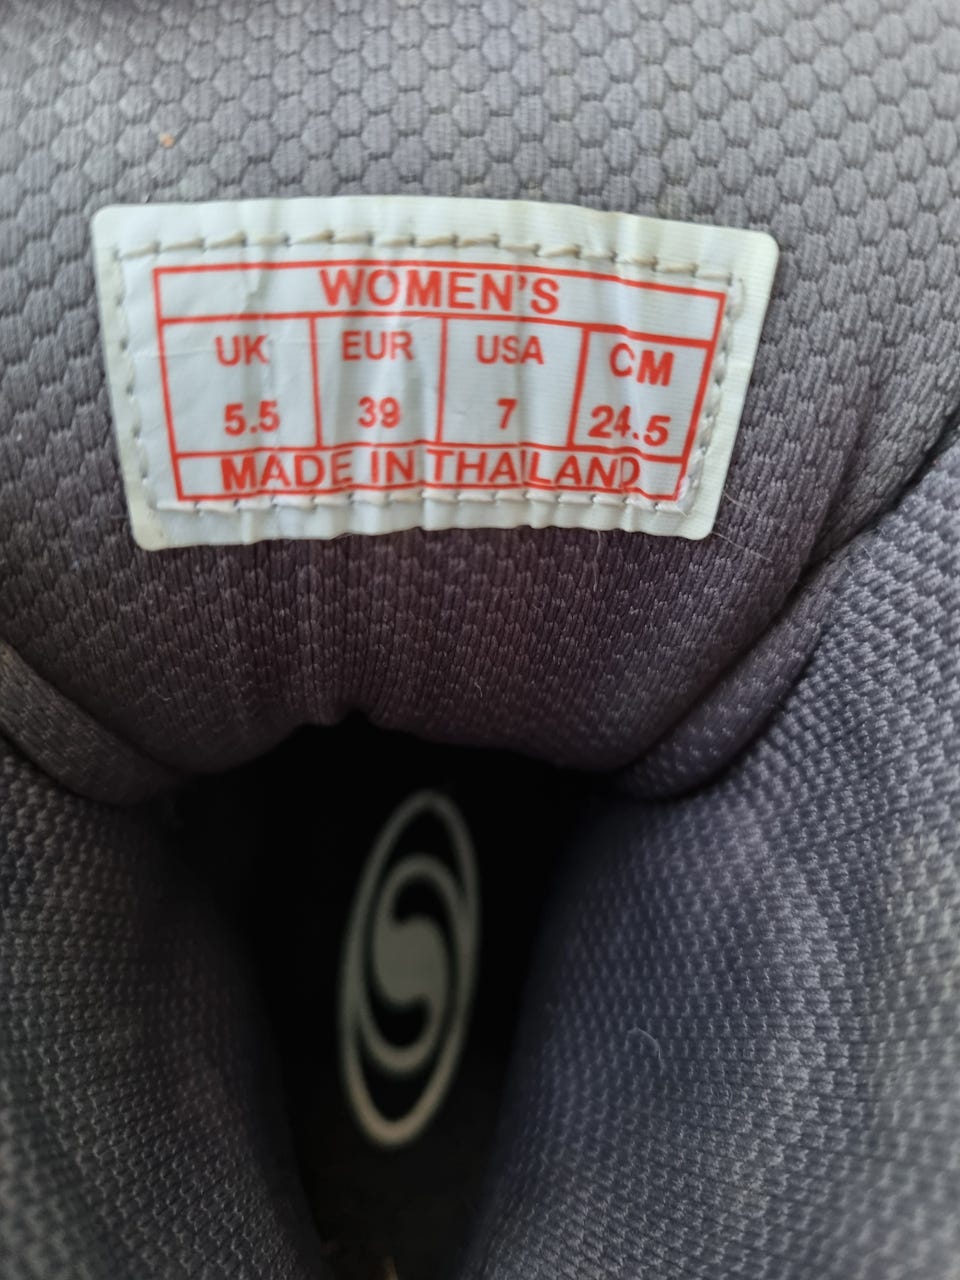 WOMEN'S
UK EUR USA CM
5.5 39 7 24.5
MADE IN THAILAND